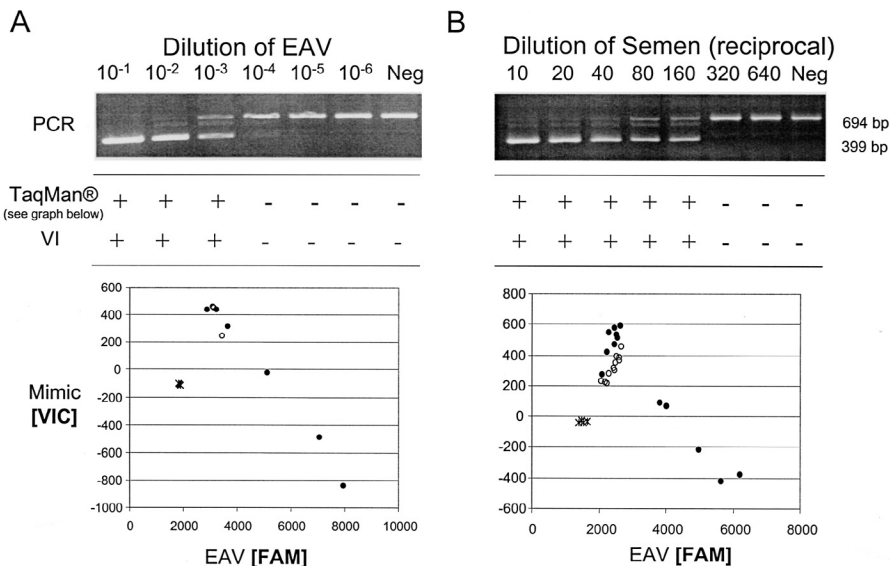 A
Dilution of EAV
10-1 10-2 10-3 10-4 10-5 10-6 Neg
PCR
TaqMan®
(see graph below)
+ + + - - - -
VI
+ + + - - - -
600
400
200
0
-200
-400
-600
-800
-1000
Mimic
[VIC]
0 2000 4000 6000 8000 10000
EAV [FAM]
B
Dilution of Semen (reciprocal)
10 20 40 80 160 320 640 Neg
694 bp
399 bp
+ + + + + - - -
+ + + + + - - -
800
600
400
200
0
-200
-400
-600
0 2000 4000 6000 8000
EAV [FAM]